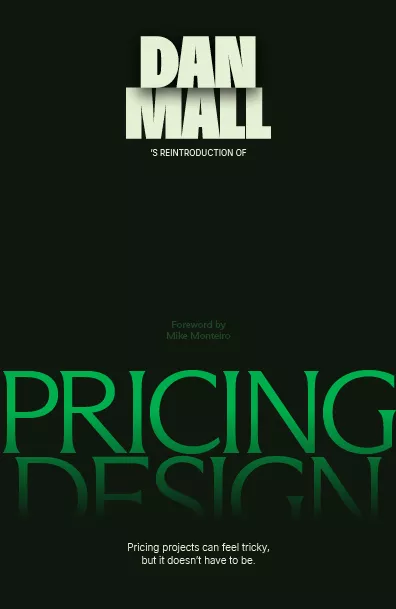 DAN
MALL
'S REINTRODUCTION OF
Foreword by
Mike Monteiro
PRICING
DESIGN
Pricing projects can feel tricky,
but it doesn't have to be.